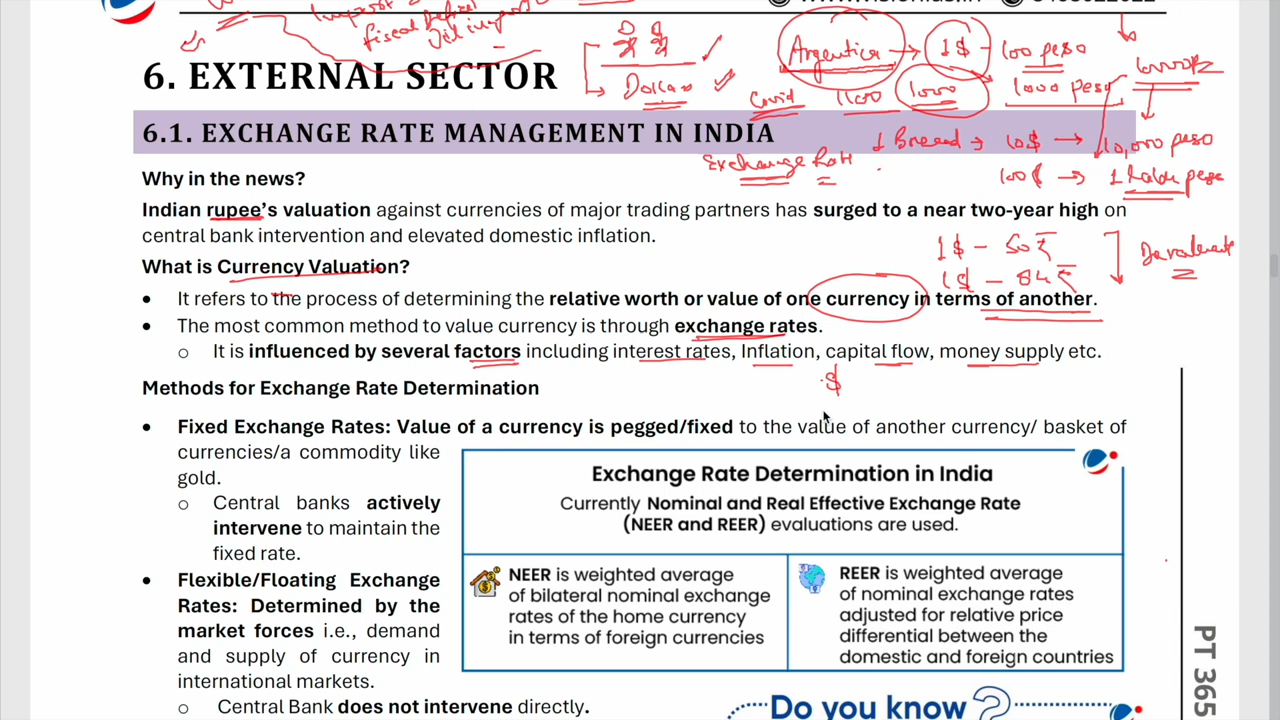 fiscal Deficit
Oil import
6. EXTERNAL SECTOR
Dollar
Argentica → 1$ - 100 peso
Covid 1100 1000 1000 peso
6.1. EXCHANGE RATE MANAGEMENT IN INDIA
Exchange Rate
1 Bread → 10$ → 10,000 peso
100$ →
Why in the news?
Indian rupee's valuation against currencies of major trading partners has surged to a near two-year high on
central bank intervention and elevated domestic inflation.
1$ - 50 ₹
1$ - 84 ₹
What is Currency Valuation?
• It refers to the process of determining the relative worth or value of one currency in terms of another.
• The most common method to value currency is through exchange rates.
○ It is influenced by several factors including interest rates, Inflation, capital flow, money supply etc.
$
Methods for Exchange Rate Determination
• Fixed Exchange Rates: Value of a currency is pegged/fixed to the value of another currency/ basket of
currencies/a commodity like
gold.
○ Central banks actively
intervene to maintain the
fixed rate.
• Flexible/Floating Exchange
Rates: Determined by the
market forces i.e., demand
and supply of currency in
international markets.
○ Central Bank does not intervene directly.
Exchange Rate Determination in India
Currently Nominal and Real Effective Exchange Rate
(NEER and REER) evaluations are used.
NEER is weighted average
of bilateral nominal exchange
rates of the home currency
in terms of foreign currencies
REER is weighted average
of nominal exchange rates
adjusted for relative price
differential between the
domestic and foreign countries
Do you know ?
PT 365